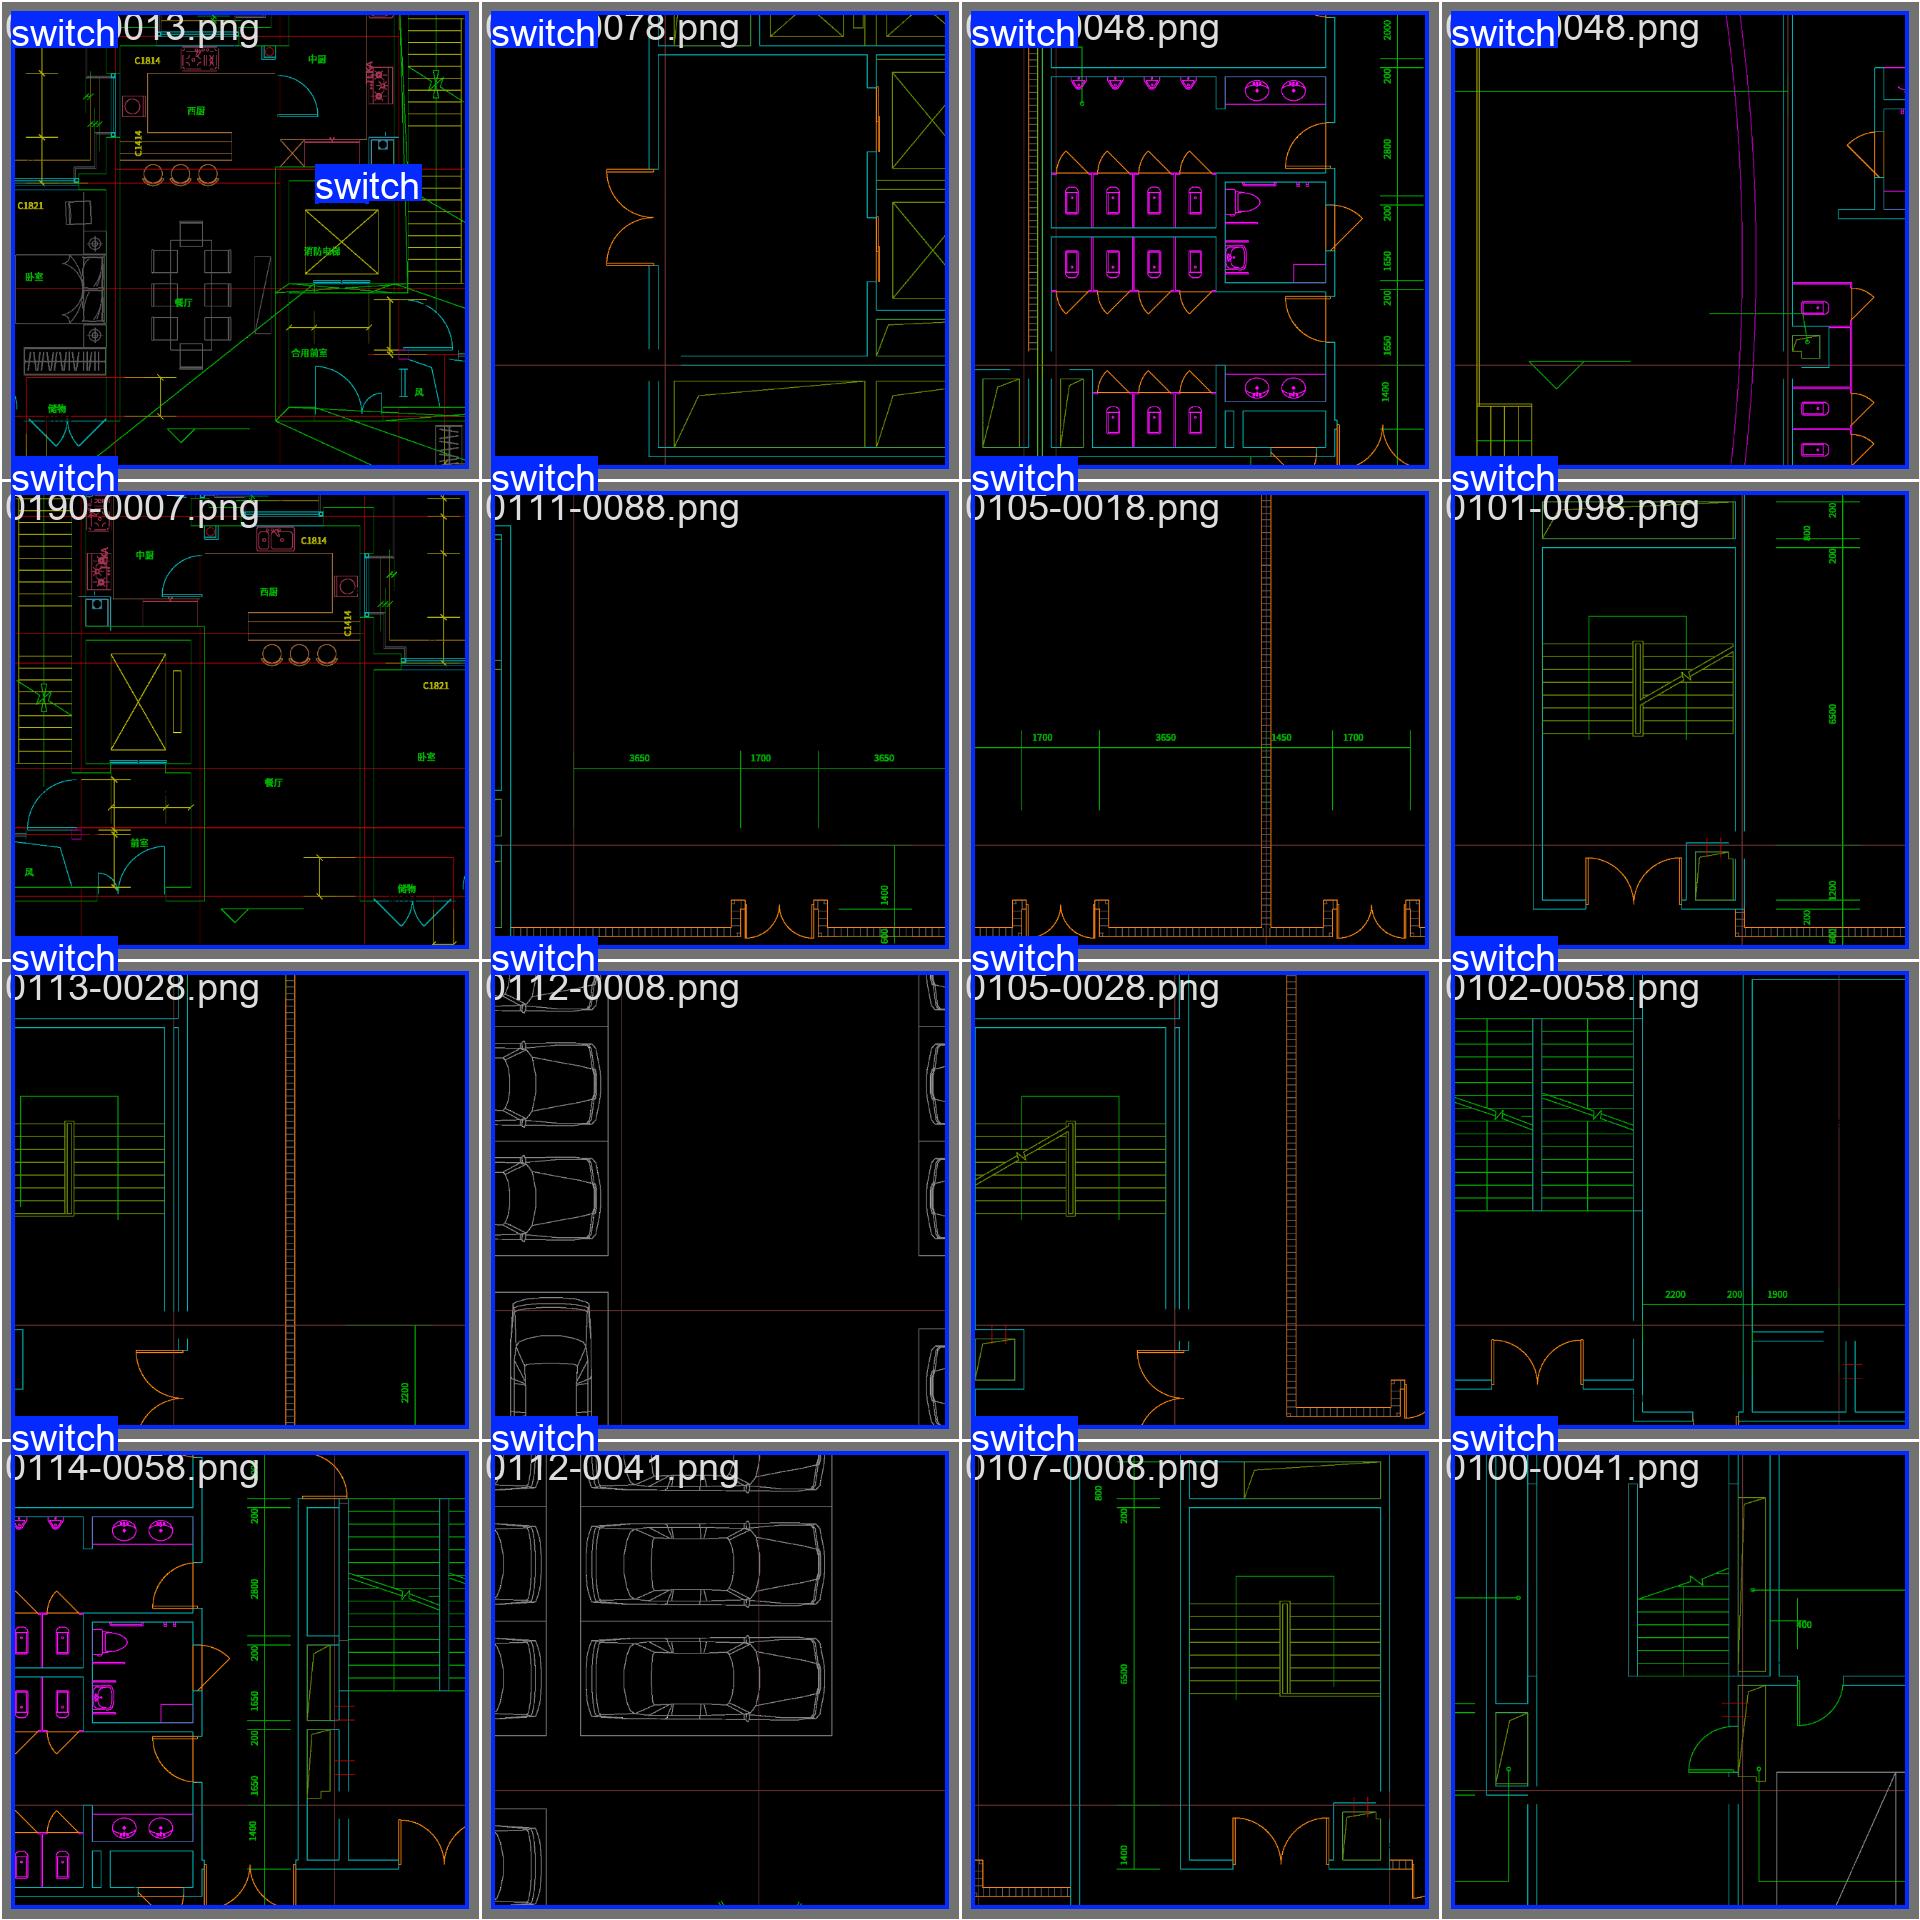 switch
013.png
C1814
中厨
西厨
C1414
switch
C1821
消防电梯
卧室
餐厅
合用前室
风
储物
switch
078.png
switch
048.png
200
200
2800
200
1650
200
1650
1400
switch
048.png
switch
0190-0007.png
中厨
C1814
西厨
C1414
C1821
卧室
餐厅
前室
风
储物
switch
0111-0088.png
3650
1700
3650
1400
600
switch
0105-0018.png
1700
3650
1450
1700
switch
0101-0098.png
200
800
200
6500
1200
200
600
switch
0113-0028.png
2200
switch
0112-0008.png
switch
0105-0028.png
switch
0102-0058.png
2200
200
1900
switch
0114-0058.png
200
2800
200
1650
200
1650
1400
switch
0112-0041.png
switch
0107-0008.png
800
200
6500
1400
switch
0100-0041.png
400